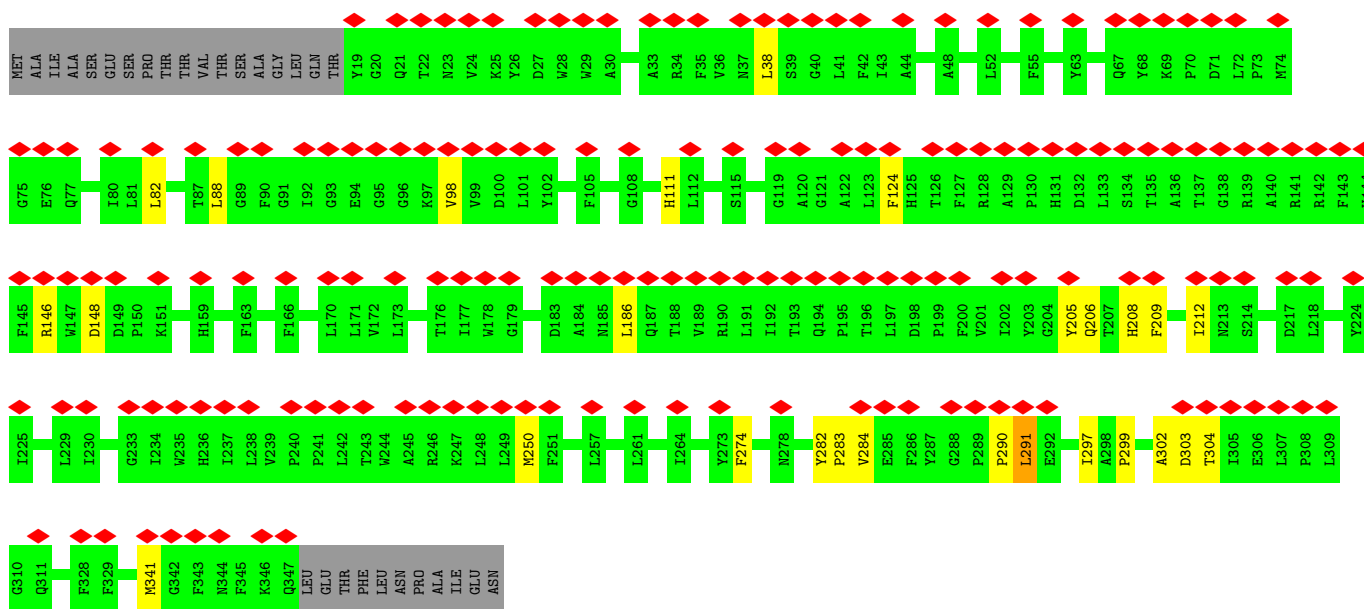 MET ALA ILE ALA SER GLU SER PRO THR THR VAL THR SER ALA GLY LEU GLN THR Y19 G20 Q21 T22 N23 V24 K25 Y26 D27 W28 W29 A30 A33 R34 F35 V36 N37 L38 S39 G40 L41 F42 I43 A44 A48 L52 F55 Y63 Q67 Y68 K69 P70 D71 L72 P73 M74
G75 E76 Q77 I80 L81 L82 T87 L88 G89 F90 G91 I92 G93 E94 G95 G96 K97 V98 V99 D100 L101 Y102 F105 G108 H111 L112 S115 G119 A120 G121 A122 L123 F124 H125 T126 F127 R128 A129 P130 H131 D132 L133 S134 T135 A136 T137 G138 R139 A140 R141 R142 F143
F145 R146 W147 D148 D149 P150 K151 H159 F163 F166 L170 L171 V172 L173 T176 I177 W178 G179 D183 A184 N185 L186 Q187 T188 V189 R190 L191 I192 T193 Q194 P195 T196 L197 D198 P199 F200 V201 I202 Y203 G204 Y205 Q206 T207 H208 F209 I212 N213 S214 D217 L218 Y224
I225 L229 I230 G233 I234 W235 H236 I237 L238 V239 P240 P241 L242 T243 W244 A245 R246 K247 L248 L249 M250 F251 L257 L261 I264 Y273 F274 N278 Y282 P283 V284 E285 F286 Y287 G288 P289 P290 L291 E292 I297 A298 P299 A302 D303 T304 I305 E306 L307 P308 L309
G310 Q311 F328 F329 M341 G342 F343 N344 F345 K346 Q347 LEU GLU THR PHE LEU ASN PRO ALA ILE GLU ASN